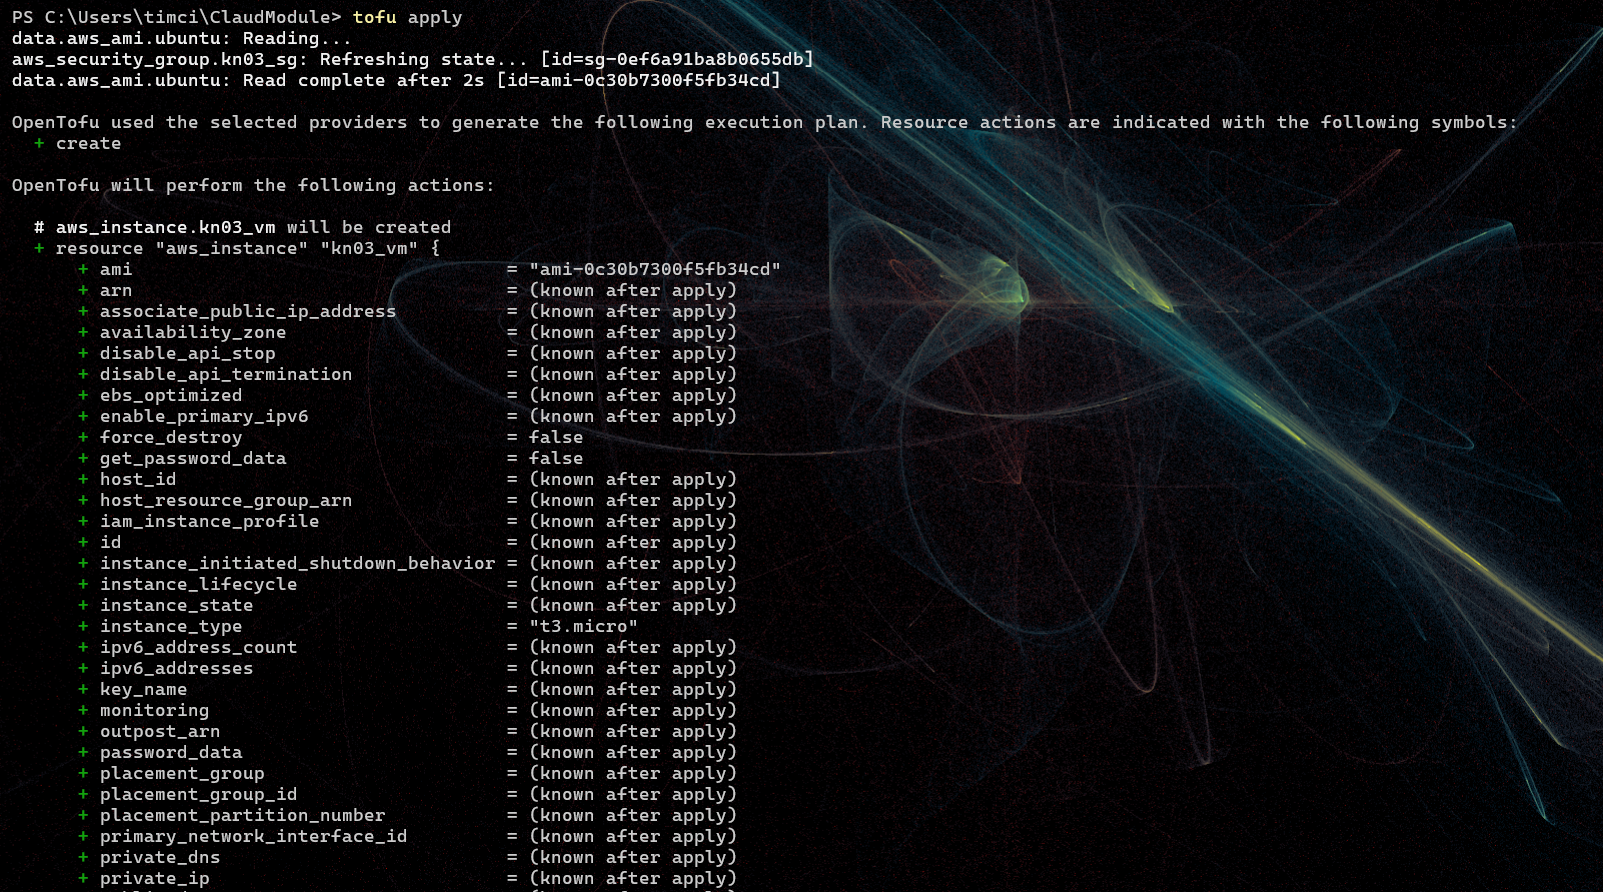 PS C:\Users\timci\ClaudModule> tofu apply
data.aws_ami.ubuntu: Reading...
aws_security_group.kn03_sg: Refreshing state... [id=sg-0ef6a91ba8b0655db]
data.aws_ami.ubuntu: Read complete after 2s [id=ami-0c30b7300f5fb34cd]
OpenTofu used the selected providers to generate the following execution plan. Resource actions are indicated with the following symbols:
+ create
OpenTofu will perform the following actions:
# aws_instance.kn03_vm will be created
+ resource "aws_instance" "kn03_vm" {
+ ami = "ami-0c30b7300f5fb34cd"
+ arn = (known after apply)
+ associate_public_ip_address = (known after apply)
+ availability_zone = (known after apply)
+ disable_api_stop = (known after apply)
+ disable_api_termination = (known after apply)
+ ebs_optimized = (known after apply)
+ enable_primary_ipv6 = (known after apply)
+ force_destroy = false
+ get_password_data = false
+ host_id = (known after apply)
+ host_resource_group_arn = (known after apply)
+ iam_instance_profile = (known after apply)
+ id = (known after apply)
+ instance_initiated_shutdown_behavior = (known after apply)
+ instance_lifecycle = (known after apply)
+ instance_state = (known after apply)
+ instance_type = "t3.micro"
+ ipv6_address_count = (known after apply)
+ ipv6_addresses = (known after apply)
+ key_name = (known after apply)
+ monitoring = (known after apply)
+ outpost_arn = (known after apply)
+ password_data = (known after apply)
+ placement_group = (known after apply)
+ placement_group_id = (known after apply)
+ placement_partition_number = (known after apply)
+ primary_network_interface_id = (known after apply)
+ private_dns = (known after apply)
+ private_ip = (known after apply)